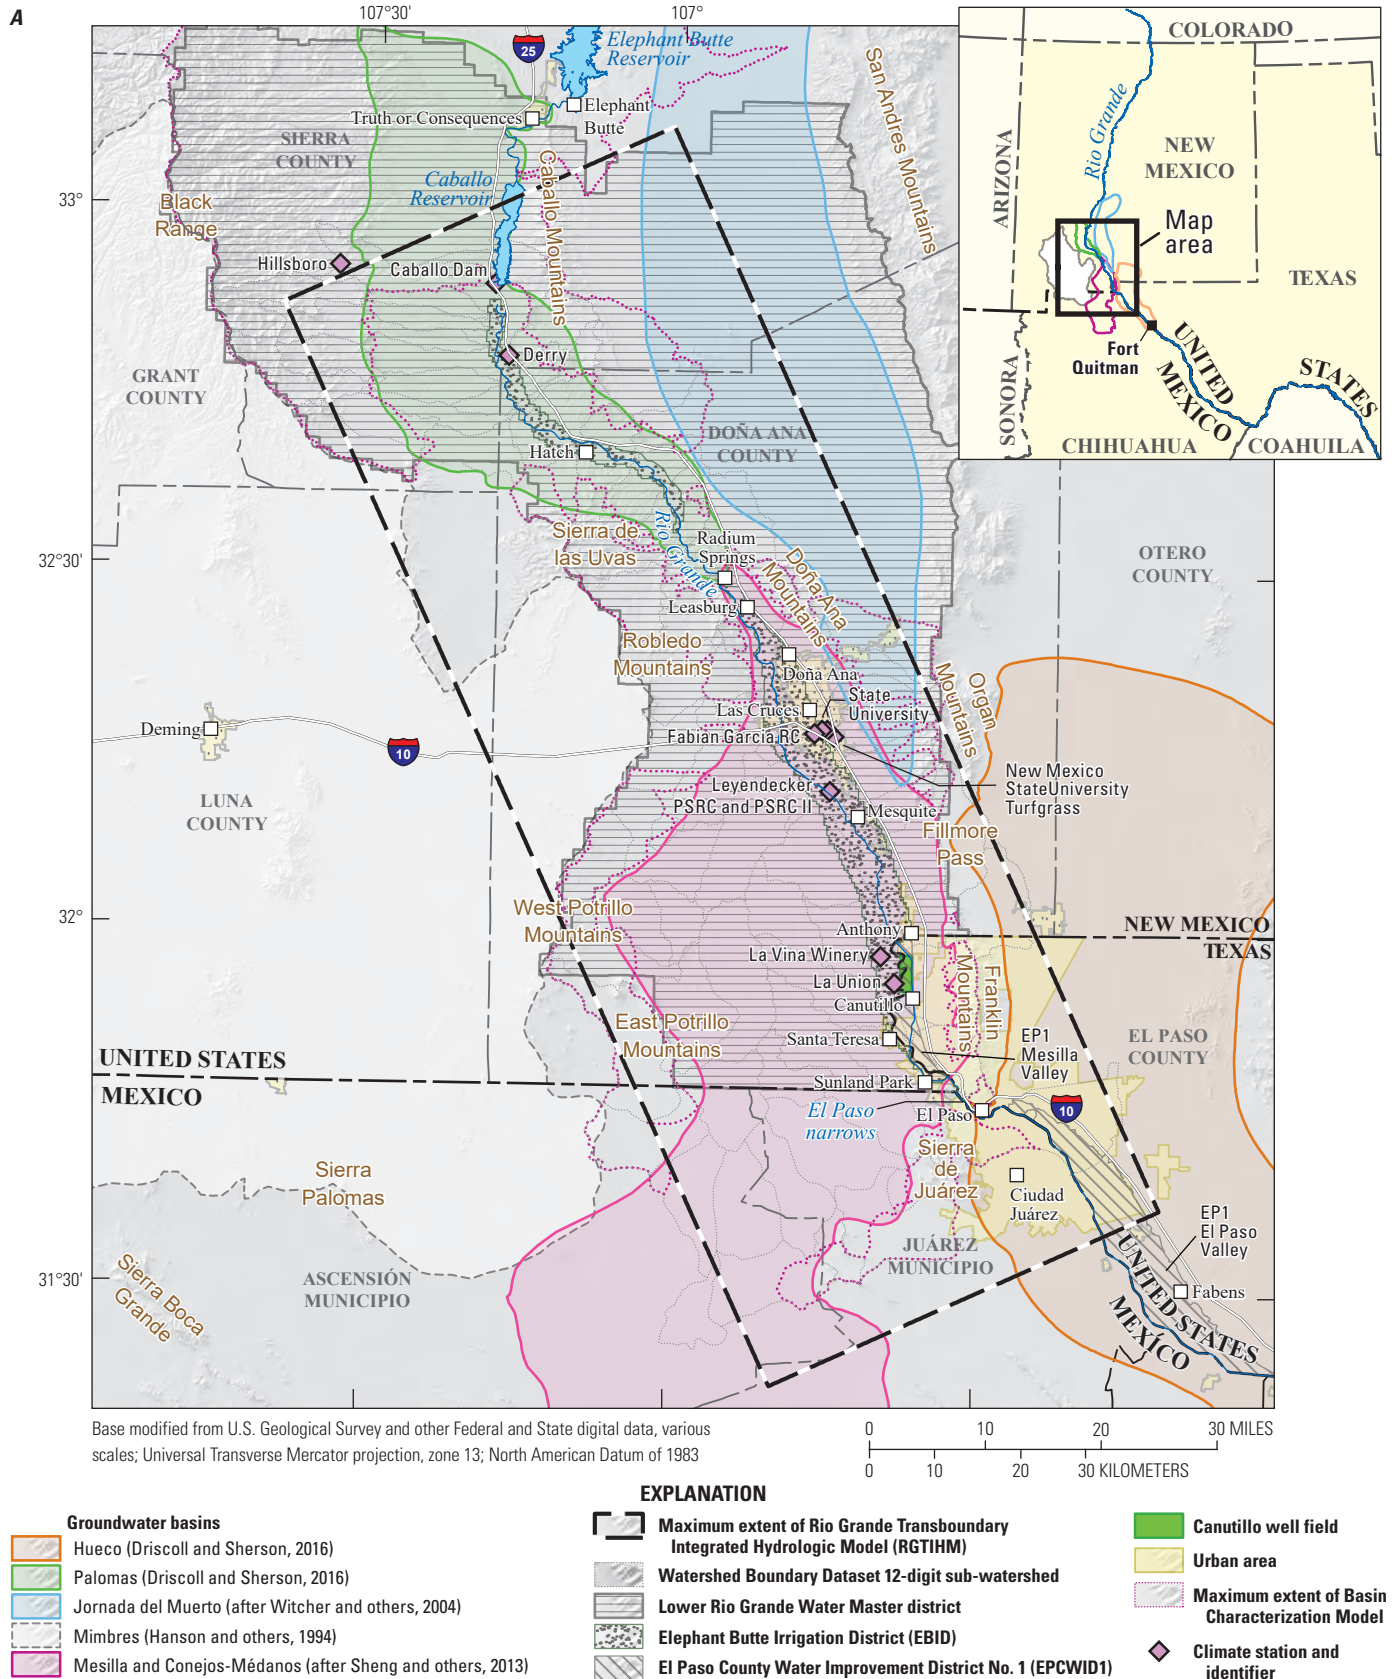 A
107°30'
107°
COLORADO
ARIZONA
Rio Grande
NEW
MEXICO
Map
area
TEXAS
Fort
Quitman
UNITED
STATES
MEXICO
SONORA
CHIHUAHUA
COAHUILA
25
Elephant Butte
Reservoir
San Andres Mountains
Truth or Consequences
Elephant
Butte
SIERRA
COUNTY
Caballo
Reservoir
Caballo Mountains
33°
Black
Range
Hillsboro
Caballo Dam
Derry
GRANT
COUNTY
DOÑA ANA
COUNTY
Hatch
Sierra de
las Uvas
Rio Grande
Radium
Springs
Doña Ana
Mountains
32°30'
OTERO
COUNTY
Leasburg
Robledo
Mountains
Doña Ana
Organ
Mountains
State
University
Las Cruces
Deming
10
Fabian Garcia RC
New Mexico
StateUniversity
Turfgrass
Leyendecker
PSRC and PSRC II
Mesquite
LUNA
COUNTY
Fillmore
Pass
West Potrillo
Mountains
32°
Anthony
NEW MEXICO
TEXAS
La Vina Winery
La Union
Canutillo
Franklin
Mountains
East Potrillo
Mountains
Santa Teresa
EP1
Mesilla
Valley
EL PASO
COUNTY
UNITED STATES
MEXICO
Sunland Park
El Paso
narrows
El Paso
10
Sierra
de
Juárez
Sierra
Palomas
Ciudad
Juárez
EP1
El Paso
Valley
JUÁREZ
MUNICIPIO
31°30'
ASCENSIÓN
MUNICIPIO
Sierra Boca
Grande
Fabens
UNITED STATES
MEXÍCO
Base modified from U.S. Geological Survey and other Federal and State digital data, various
scales; Universal Transverse Mercator projection, zone 13; North American Datum of 1983
0 10 20 30 MILES
0 10 20 30 KILOMETERS
EXPLANATION
Groundwater basins
Hueco (Driscoll and Sherson, 2016)
Palomas (Driscoll and Sherson, 2016)
Jornada del Muerto (after Witcher and others, 2004)
Mimbres (Hanson and others, 1994)
Mesilla and Conejos-Médanos (after Sheng and others, 2013)
Maximum extent of Rio Grande Transboundary
Integrated Hydrologic Model (RGTIHM)
Watershed Boundary Dataset 12-digit sub-watershed
Lower Rio Grande Water Master district
Elephant Butte Irrigation District (EBID)
El Paso County Water Improvement District No. 1 (EPCWID1)
Canutillo well field
Urban area
Maximum extent of Basin
Characterization Model
Climate station and
identifier